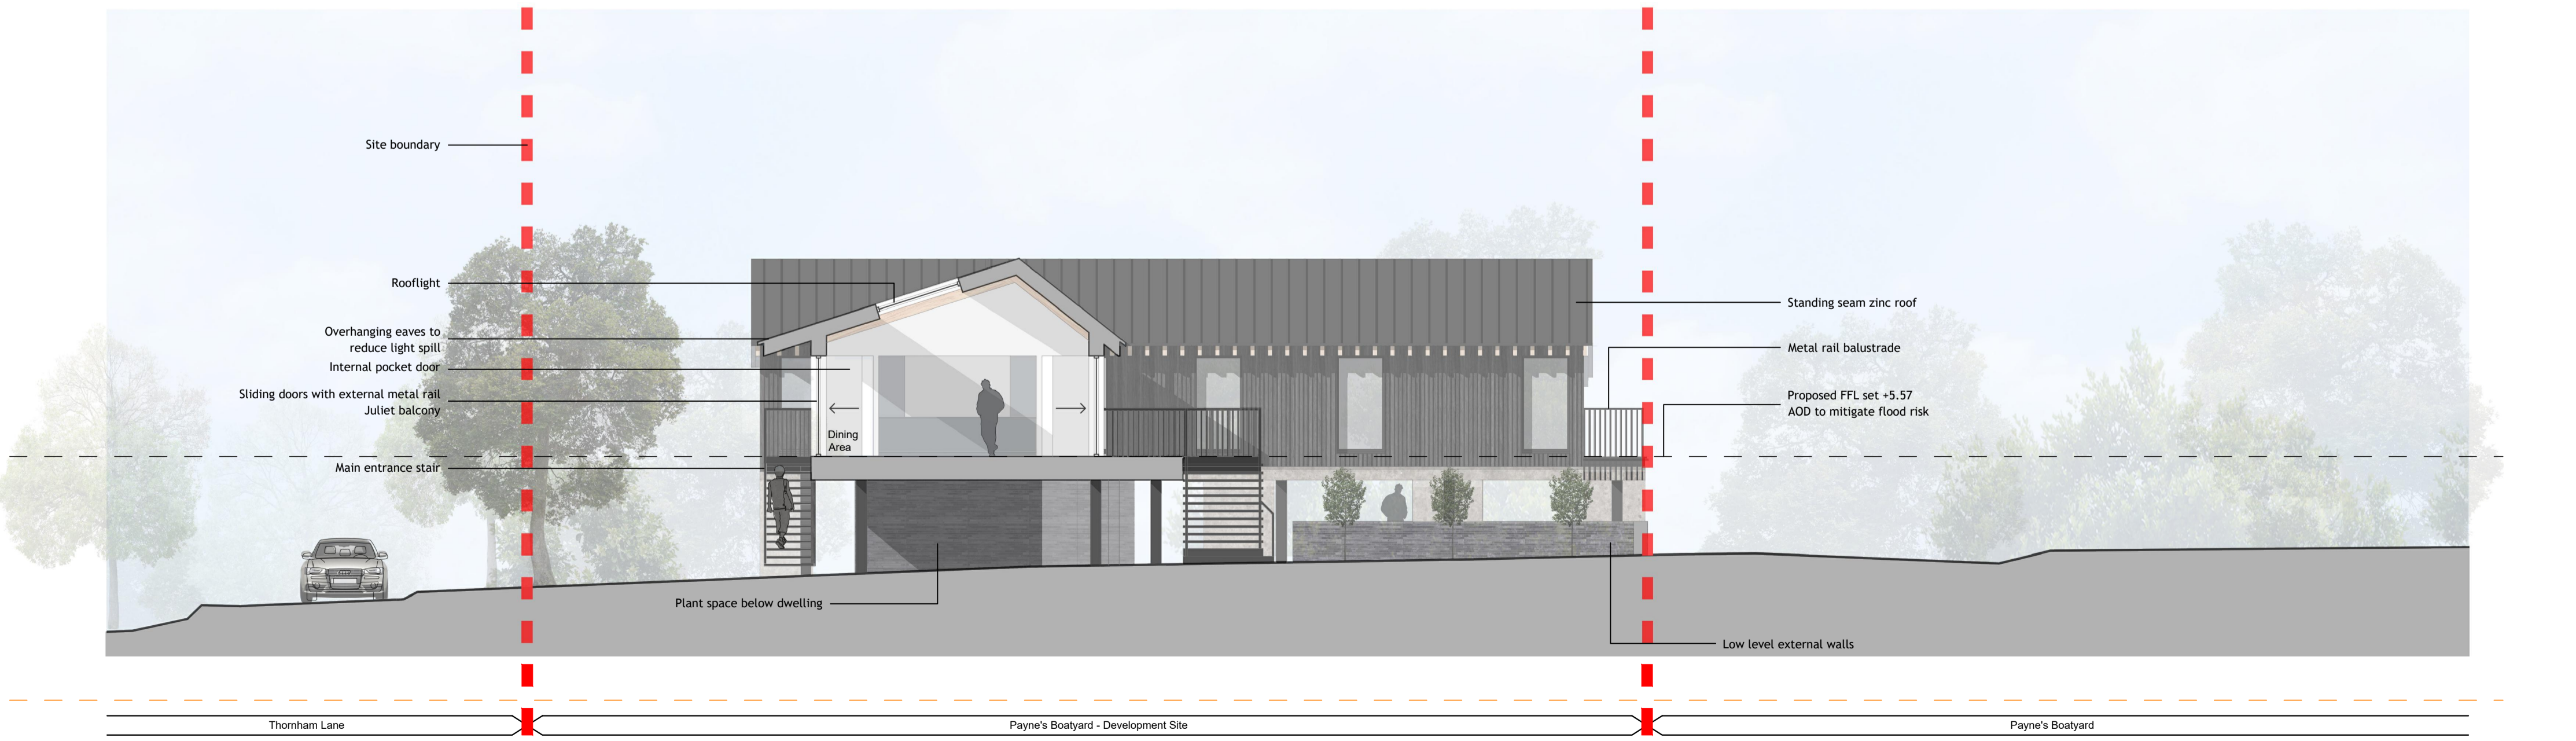 Site boundary
Rooflight
Overhanging eaves to
reduce light spill
Internal pocket door
Sliding doors with external metal rail
Juliet balcony
Dining
Area
Main entrance stair
Plant space below dwelling
Standing seam zinc roof
Metal rail balustrade
Proposed FFL set +5.57
AOD to mitigate flood risk
Low level external walls
Thornham Lane
Payne's Boatyard - Development Site
Payne's Boatyard